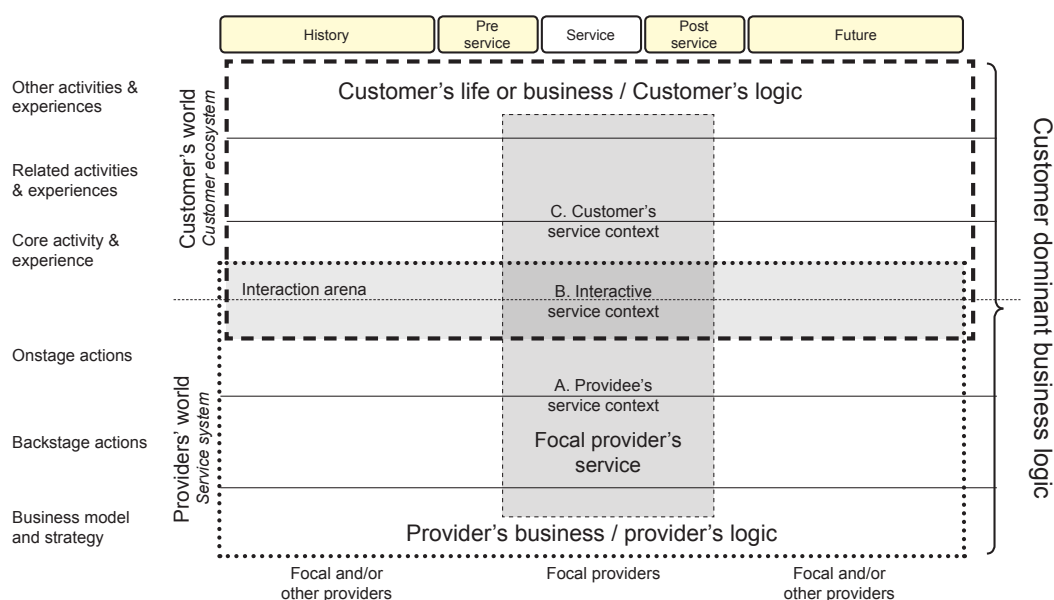 History
Pre
service
Service
Post
service
Future
Other activities &
experiences
Related activities
& experiences
Core activity &
experience
Onstage actions
Backstage actions
Business model
and strategy
Customer's world
Customer ecosystem
Providers' world
Service system
Customer's life or business / Customer's logic
C. Customer's
service context
Interaction arena
B. Interactive
service context
A. Providee's
service context
Focal provider's
service
Provider's business / provider's logic
Customer dominant business logic
Focal and/or
other providers
Focal providers
Focal and/or
other providers